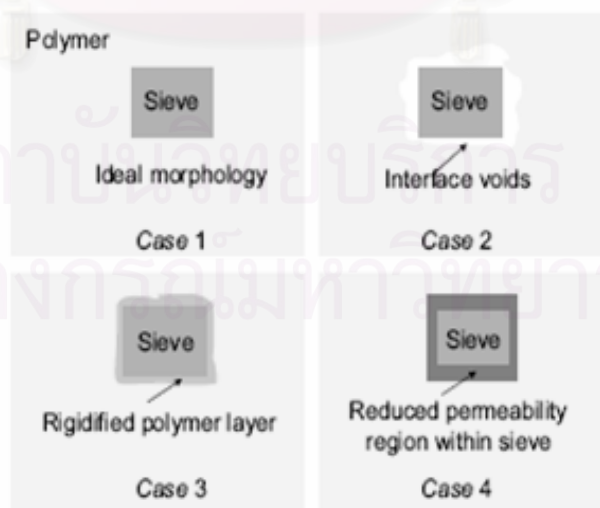 Polymer
Sieve
Ideal morphology
Case 1
Sieve
Interface voids
Case 2
Sieve
Rigidified polymer layer
Case 3
Sieve
Reduced permeability
region within sieve
Case 4